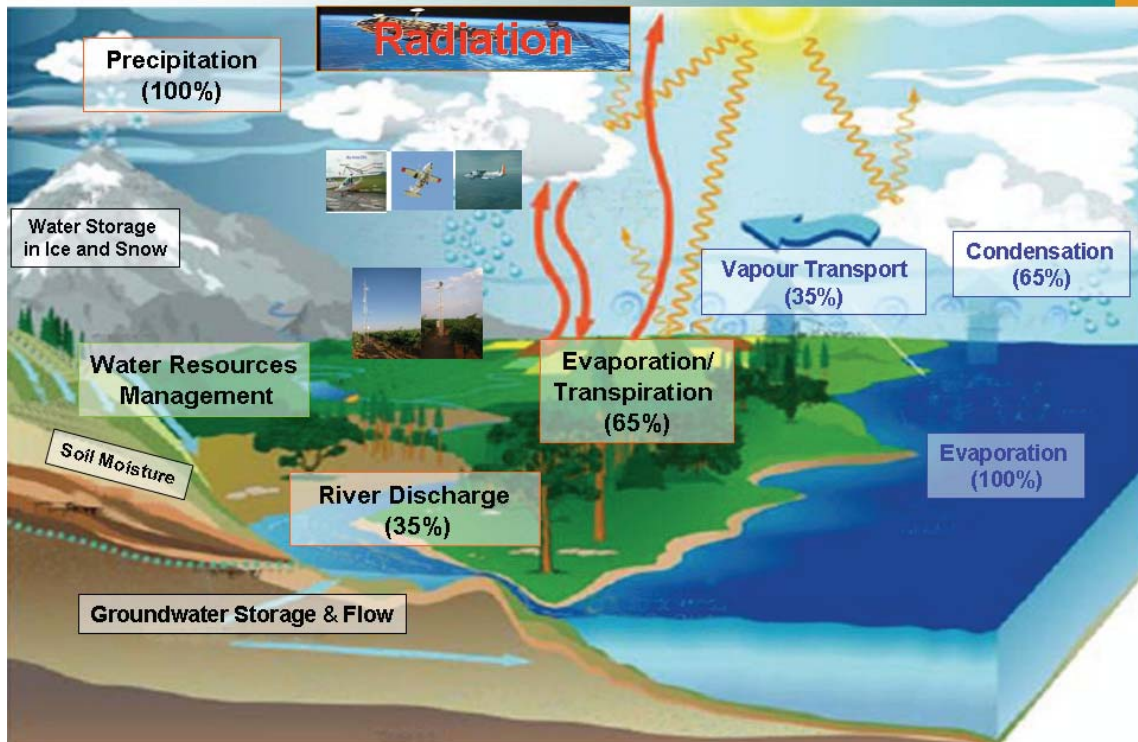 Radiation
Precipitation
(100%)
Water Storage
in Ice and Snow
Vapour Transport
(35%)
Condensation
(65%)
Water Resources
Management
Evaporation/
Transpiration
(65%)
Soil Moisture
River Discharge
(35%)
Evaporation
(100%)
Groundwater Storage & Flow